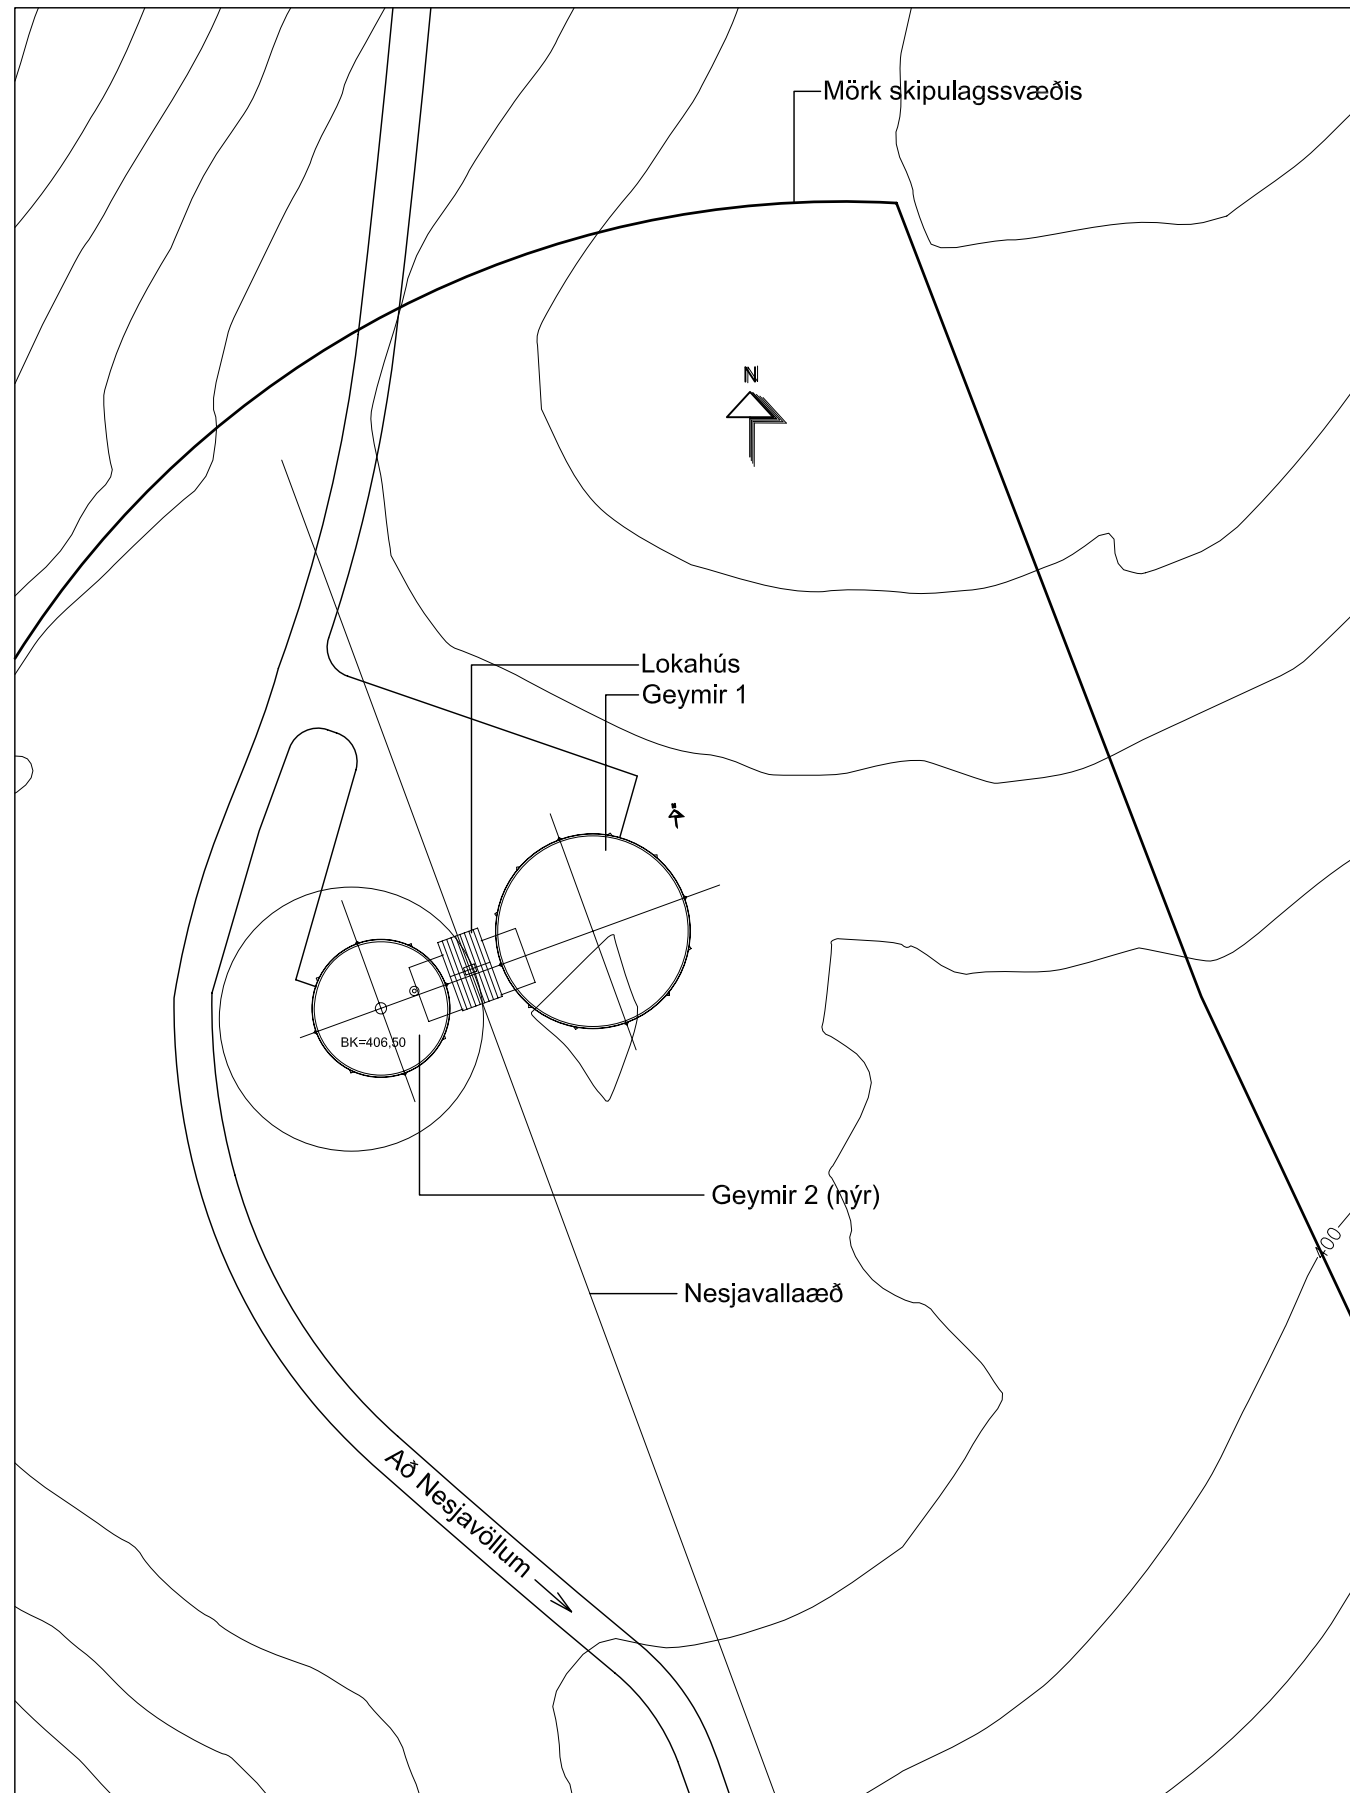 Mörk skipulagssvæðis
N
Lokahús
Geymir 1
BK=406,50
Geymir 2 (nýr)
400
Nesjavallaæð
Að Nesjavöllum